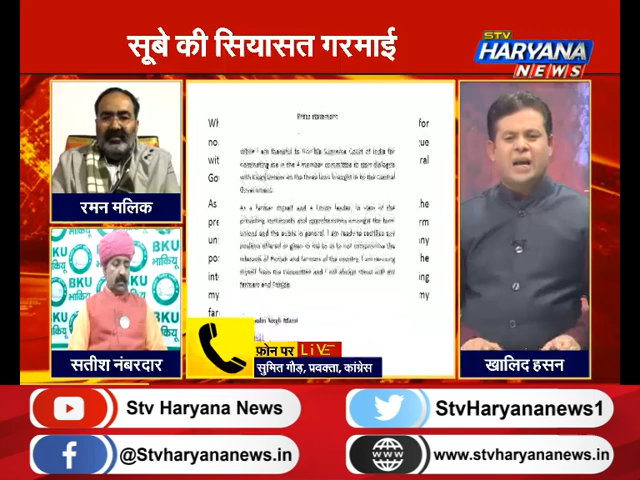 सूबे की सियासत गरमाई
STV
HARYANA
NEWS
रमन मलिक
Press statement
While I am thankful to Hon'ble Supreme Court of India for
nominating me in the 4 member committee to start dialogue
with Kisan Unions on the three laws brought in by the Central
Government.
As a farmer myself and a Union leader, in view of the
prevailing sentiments and apprehensions amongst the farm
unions and the public in general, I am ready to sacrifice any
position offered or given to me so as to not compromise the
interests of Punjab and farmers of the country, I am recusing
myself from the Committee and I will always stand with my
farmers and Punjab.
BKU
भाकियू
सतीश नंबरदार
फ़ोन पर LIVE
सुमित गौड़, प्रवक्ता, कांग्रेस
खालिद हसन
Stv Haryana News
StvHaryananews1
@Stvharyananews.in
www.stvharyananews.in